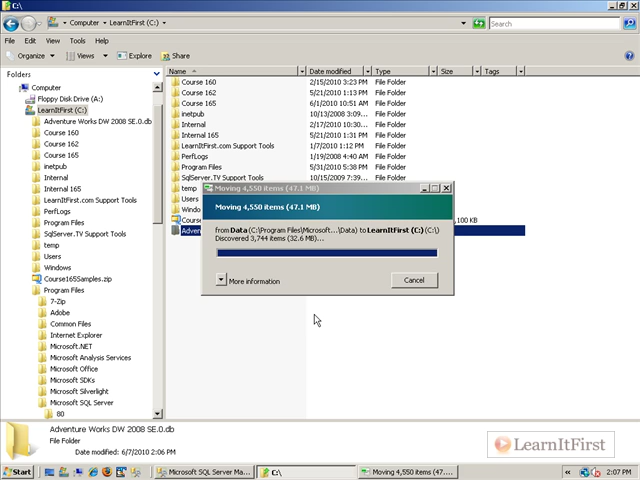 C:\
Computer ▸ LearnItFirst (C:) ▸
Search
File Edit View Tools Help
Organize Views Explore Share
Folders
Name Date modified Type Size Tags
Computer
Floppy Disk Drive (A:)
LearnItFirst (C:)
Adventure Works DW 2008 SE.0.db
Course 160
Course 162
Course 165
inetpub
Internal
Internal 165
LearnItFirst.com Support Tools
PerfLogs
Program Files
SqlServer.TV Support Tools
temp
Users
Windows
Course165Samples.zip
Program Files
7-Zip
Adobe
Common Files
Internet Explorer
Microsoft.NET
Microsoft Analysis Services
Microsoft Office
Microsoft SDKs
Microsoft Silverlight
Microsoft SQL Server
80
Course 160 2/15/2010 3:23 PM File Folder
Course 162 5/21/2010 1:13 PM File Folder
Course 165 6/1/2010 10:51 AM File Folder
inetpub 10/13/2008 3:09... File Folder
Internal 2/17/2010 10:30... File Folder
Internal 165 5/21/2010 1:31 PM File Folder
LearnItFirst.com Support Tools 1/7/2010 1:12 PM File Folder
PerfLogs 1/19/2008 4:40 AM File Folder
Program Files 5/31/2010 5:38 PM File Folder
SqlServer.TV Support Tools 10/15/2009 7:39... File Folder
temp
Users
Windo
Cours ,100 KB
Adven
Moving 4,550 items (47.1 MB)
Moving 4,550 items (47.1 MB)
from Data (C:\Program Files\Microsoft...\Data) to LearnItFirst (C:) (C:\)
Discovered 3,744 items (32.6 MB)...
More information Cancel
Adventure Works DW 2008 SE.0.db
File Folder
Date modified: 6/7/2010 2:06 PM
LearnItFirst
Start Microsoft SQL Server Ma... C:\ Moving 4,550 items (47.... « 2:07 PM